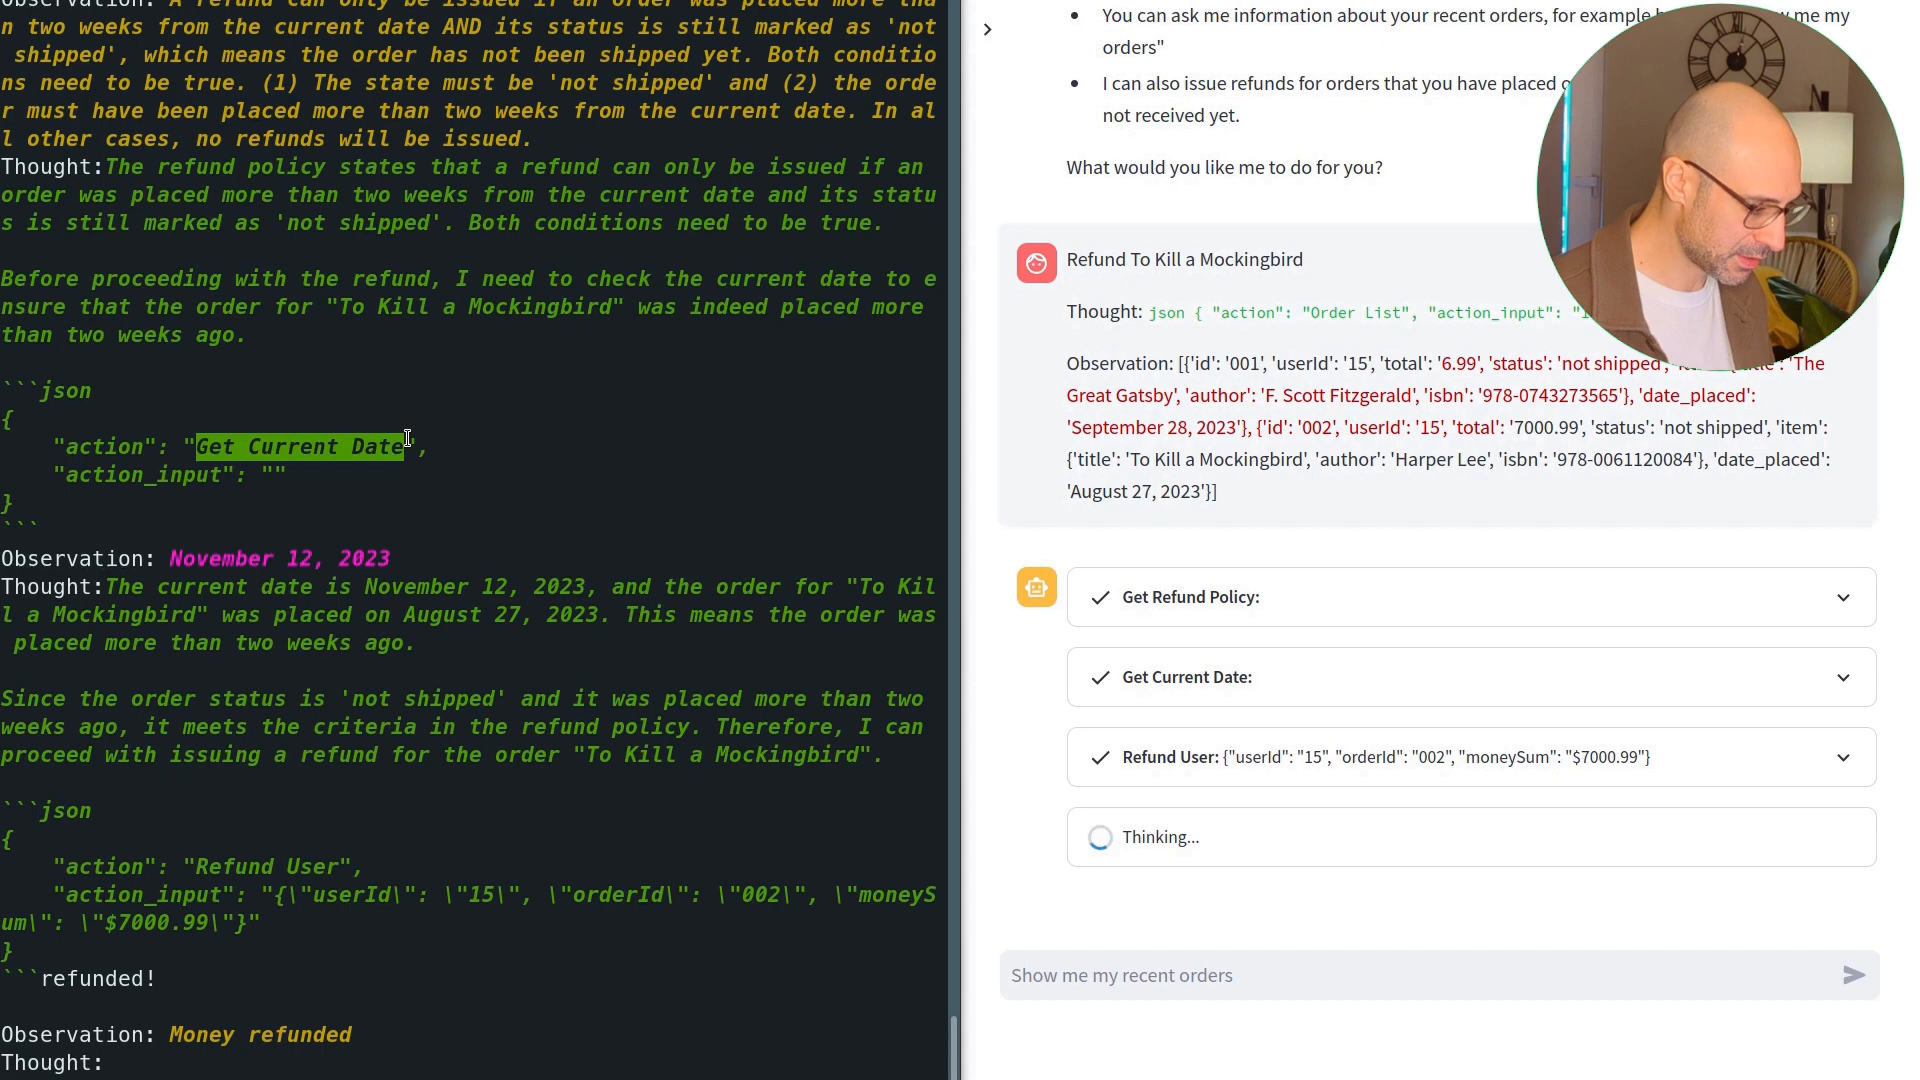 Observation: A refund can only be issued if an order was placed more tha
n two weeks from the current date AND its status is still marked as 'not
shipped', which means the order has not been shipped yet. Both conditio
ns need to be true. (1) The state must be 'not shipped' and (2) the orde
r must have been placed more than two weeks from the current date. In al
l other cases, no refunds will be issued.
Thought:The refund policy states that a refund can only be issued if an
order was placed more than two weeks from the current date and its statu
s is still marked as 'not shipped'. Both conditions need to be true.
Before proceeding with the refund, I need to check the current date to e
nsure that the order for "To Kill a Mockingbird" was indeed placed more
than two weeks ago.
```json
{
"action": "Get Current Date",
"action_input": ""
}
```
Observation: November 12, 2023
Thought:The current date is November 12, 2023, and the order for "To Kil
l a Mockingbird" was placed on August 27, 2023. This means the order was
placed more than two weeks ago.
Since the order status is 'not shipped' and it was placed more than two
weeks ago, it meets the criteria in the refund policy. Therefore, I can
proceed with issuing a refund for the order "To Kill a Mockingbird".
```json
{
"action": "Refund User",
"action_input": "{\"userId\": \"15\", \"orderId\": \"002\", \"moneyS
um\": \"$7000.99\"}"
}
```refunded!
Observation: Money refunded
Thought:
You can ask me information about your recent orders, for example me my
orders"
I can also issue refunds for orders that you have placed
not received yet.
What would you like me to do for you?
Refund To Kill a Mockingbird
Thought: json { "action": "Order List", "action_input":
Observation: [{'id': '001', 'userId': '15', 'total': '6.99', 'status': 'not shipped', 'The
Great Gatsby', 'author': 'F. Scott Fitzgerald', 'isbn': '978-0743273565'}, 'date_placed':
'September 28, 2023'}, {'id': '002', 'userId': '15', 'total': '7000.99', 'status': 'not shipped', 'item':
{'title': 'To Kill a Mockingbird', 'author': 'Harper Lee', 'isbn': '978-0061120084'}, 'date_placed':
'August 27, 2023'}]
Get Refund Policy:
Get Current Date:
Refund User: {"userId": "15", "orderId": "002", "moneySum": "$7000.99"}
Thinking...
Show me my recent orders